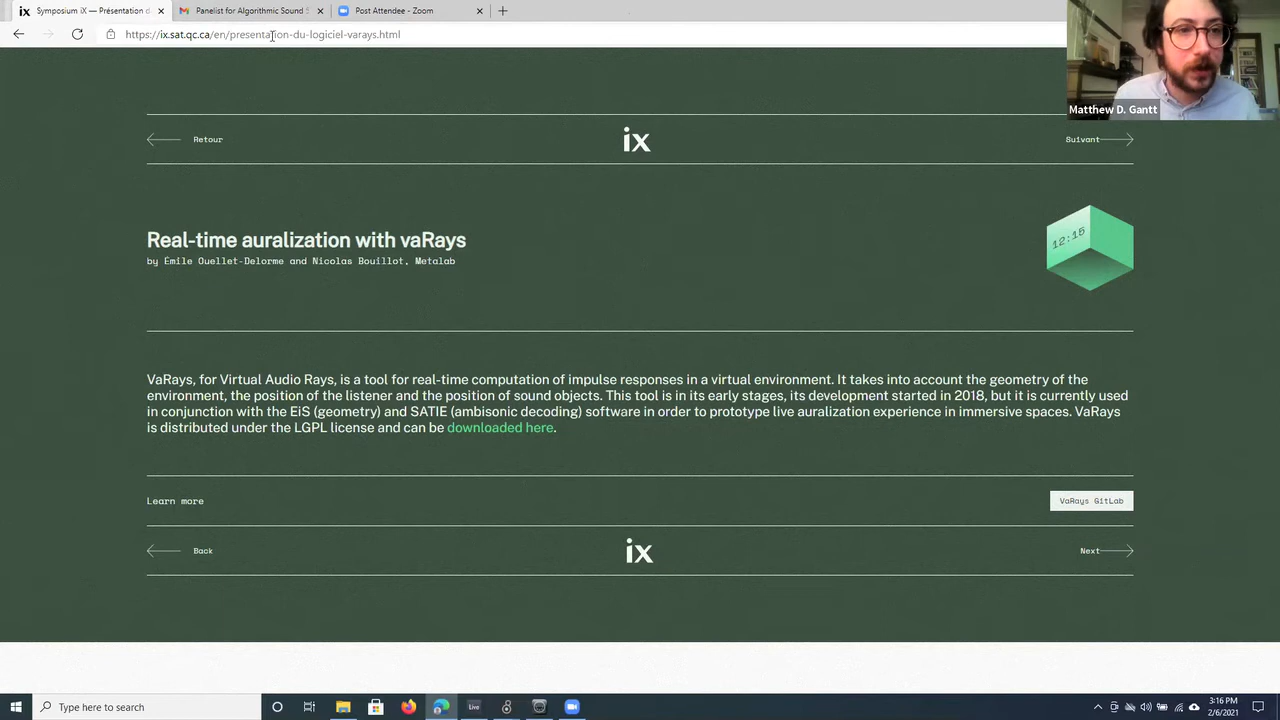 Symposium iX — Présentation d
Panelist for Algorithmic Sound S
Post Attendee - Zoom
https://ix.sat.qc.ca/en/presentation-du-logiciel-varays.html
Matthew D. Gantt
Retour
ix
Suivant
Real-time auralization with vaRays
by Émile Ouellet-Delorme and Nicolas Bouillot, Metalab
12:15
VaRays, for Virtual Audio Rays, is a tool for real-time computation of impulse responses in a virtual environment. It takes into account the geometry of the
environment, the position of the listener and the position of sound objects. This tool is in its early stages, its development started in 2018, but it is currently used
in conjunction with the EiS (geometry) and SATIE (ambisonic decoding) software in order to prototype live auralization experience in immersive spaces. VaRays
is distributed under the LGPL license and can be downloaded here.
Learn more
VaRays GitLab
Back
ix
Next
Type here to search
Live
3:16 PM
2/6/2021